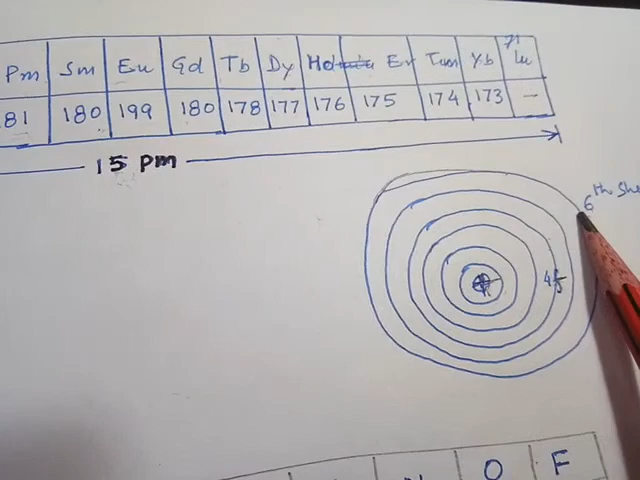 Pm Sm Eu Gd Tb Dy Ho Er Tum Yb 71 Lu
81 180 199 180 178 177 176 175 174 173 —
15 pm
6th She
4f
O F